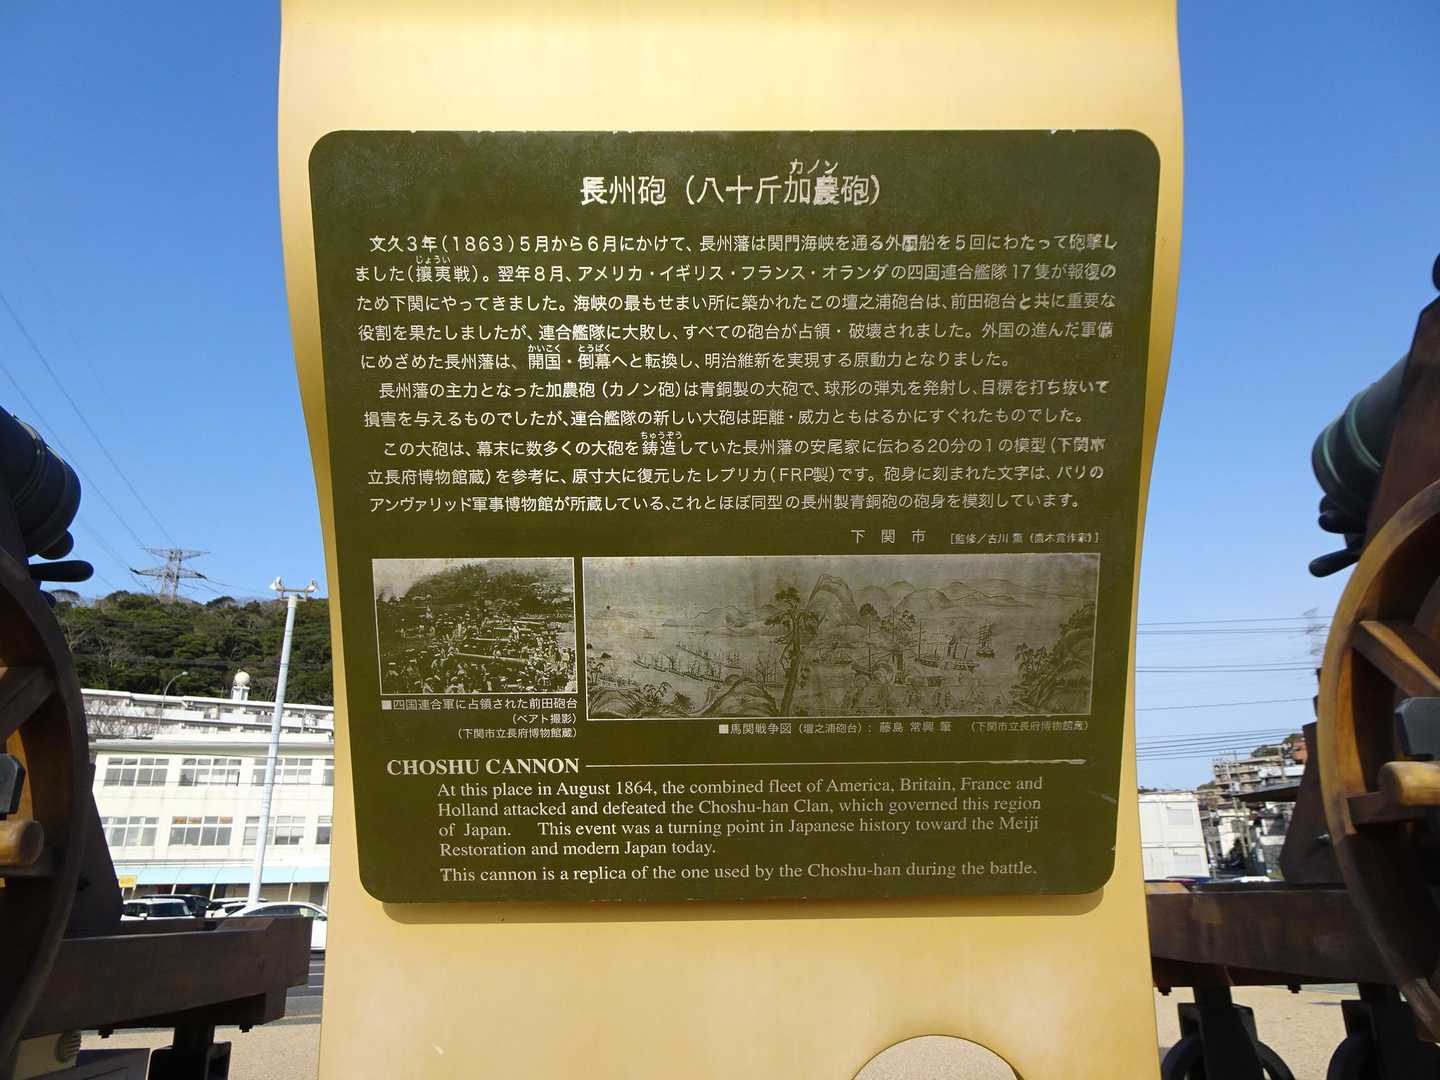 長州砲（八十斤加農砲）
カノン
文久3年（1863）5月から6月にかけて、長州藩は関門海峡を通る外国船を5回にわたって砲撃し
ました（攘夷戦）。翌年8月、アメリカ・イギリス・フランス・オランダの四国連合艦隊17隻が報復の
じょうい
ため下関にやってきました。海峡の最もせまい所に築かれたこの壇之浦砲台は、前田砲台と共に重要な
役割を果たしましたが、連合艦隊に大敗し、すべての砲台が占領・破壊されました。外国の進んだ軍備
にめざめた長州藩は、開国・倒幕へと転換し、明治維新を実現する原動力となりました。
かいこく とうばく
長州藩の主力となった加農砲（カノン砲）は青銅製の大砲で、球形の弾丸を発射し、目標を打ち抜いて
損害を与えるものでしたが、連合艦隊の新しい大砲は距離・威力ともはるかにすぐれたものでした。
この大砲は、幕末に数多くの大砲を鋳造していた長州藩の安尾家に伝わる20分の1の模型（下関市
ちゅうぞう
立長府博物館蔵）を参考に、原寸大に復元したレプリカ（FRP製）です。砲身に刻まれた文字は、パリの
アンヴァリッド軍事博物館が所蔵している、これとほぼ同型の長州製青銅砲の砲身を模刻しています。
下関市 ［監修／古川 薫（直木賞作家）］
■四国連合軍に占領された前田砲台
（ベアト撮影）
（下関市立長府博物館蔵）
■馬関戦争図（壇之浦砲台）：藤島 常興 筆 （下関市立長府博物館蔵）
CHOSHU CANNON
At this place in August 1864, the combined fleet of America, Britain, France and
Holland attacked and defeated the Choshu-han Clan, which governed this region
of Japan. This event was a turning point in Japanese history toward the Meiji
Restoration and modern Japan today.
This cannon is a replica of the one used by the Choshu-han during the battle.